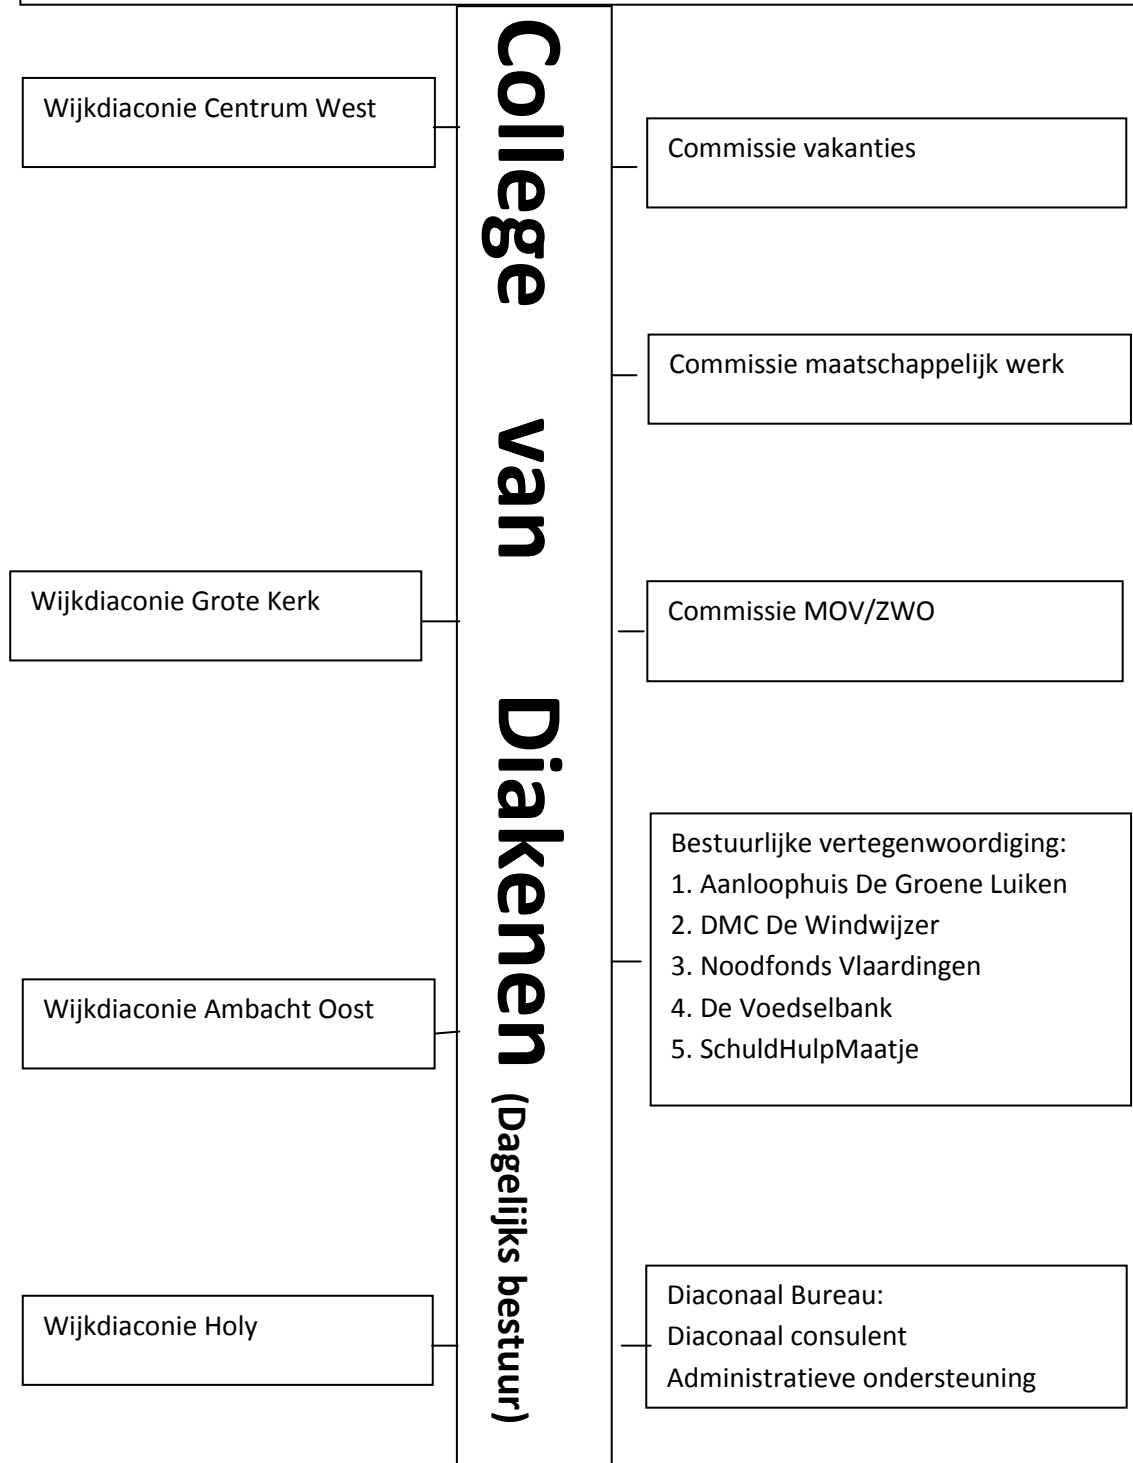 College van Diakenen (Dagelijks bestuur)
Wijkdiaconie Centrum West
Wijkdiaconie Grote Kerk
Wijkdiaconie Ambacht Oost
Wijkdiaconie Holy
Commissie vakanties
Commissie maatschappelijk werk
Commissie MOV/ZWO
Bestuurlijke vertegenwoordiging:
1. Aanloophuis De Groene Luiken
2. DMC De Windwijzer
3. Noodfonds Vlaardingen
4. De Voedselbank
5. SchuldHulpMaatje
Diaconaal Bureau:
Diaconaal consulent
Administratieve ondersteuning